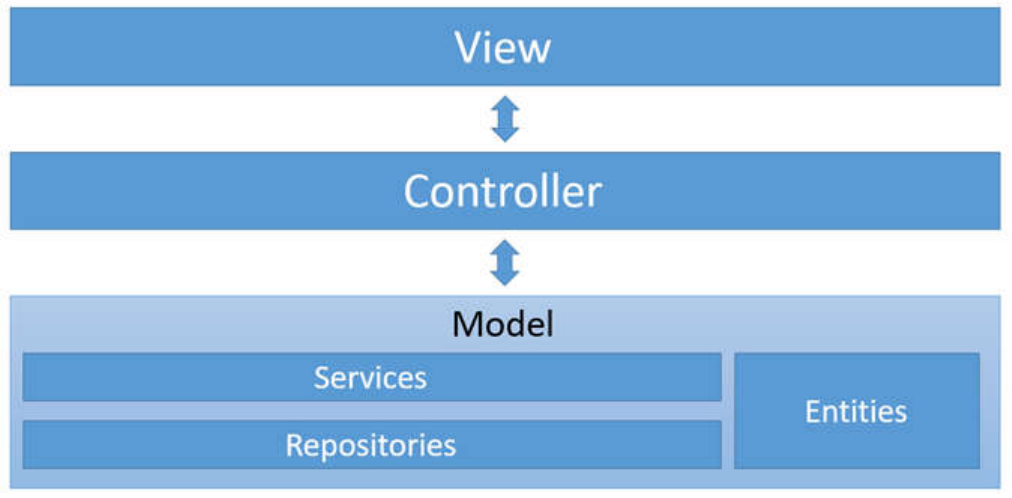 View
Controller
Model
Services
Entities
Repositories